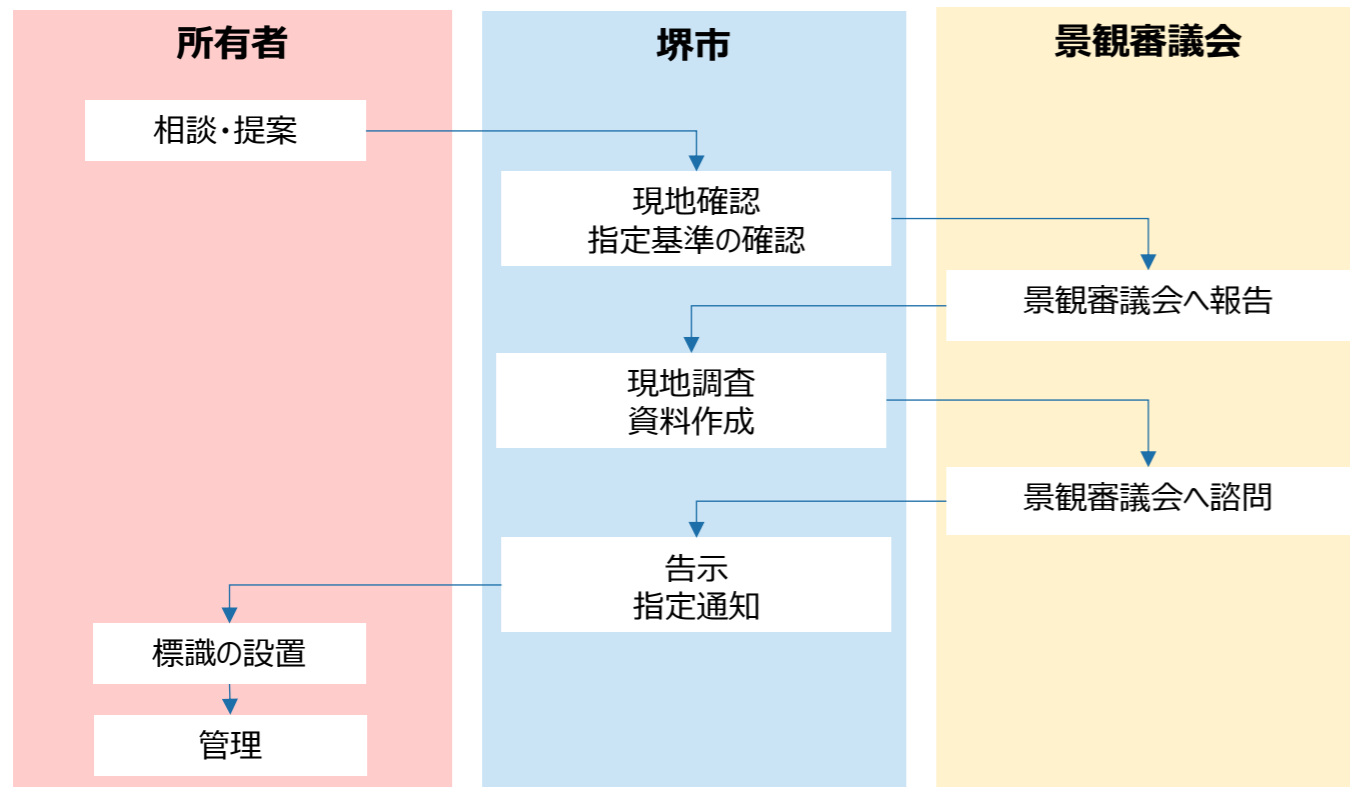 所有者
堺市
景観審議会
相談・提案
現地確認
指定基準の確認
景観審議会へ報告
現地調査
資料作成
景観審議会へ諮問
告示
指定通知
標識の設置
管理